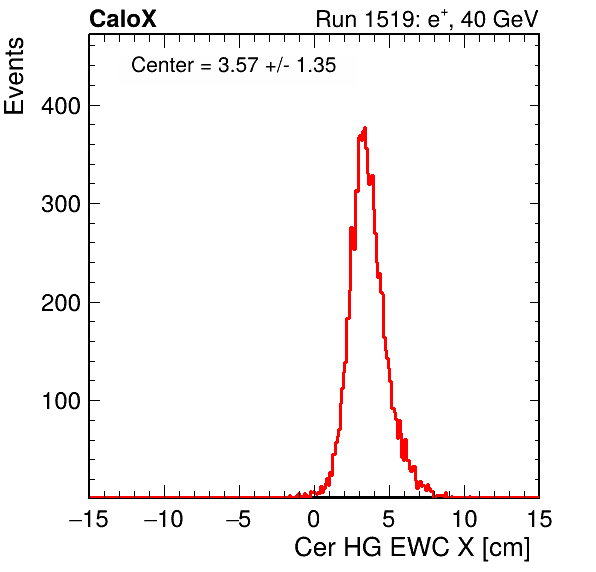 CaloX
Run 1519: e+, 40 GeV
Center = 3.57 +/- 1.35
Events
400
300
200
100
−15 −10 −5 0 5 10 15
Cer HG EWC X [cm]